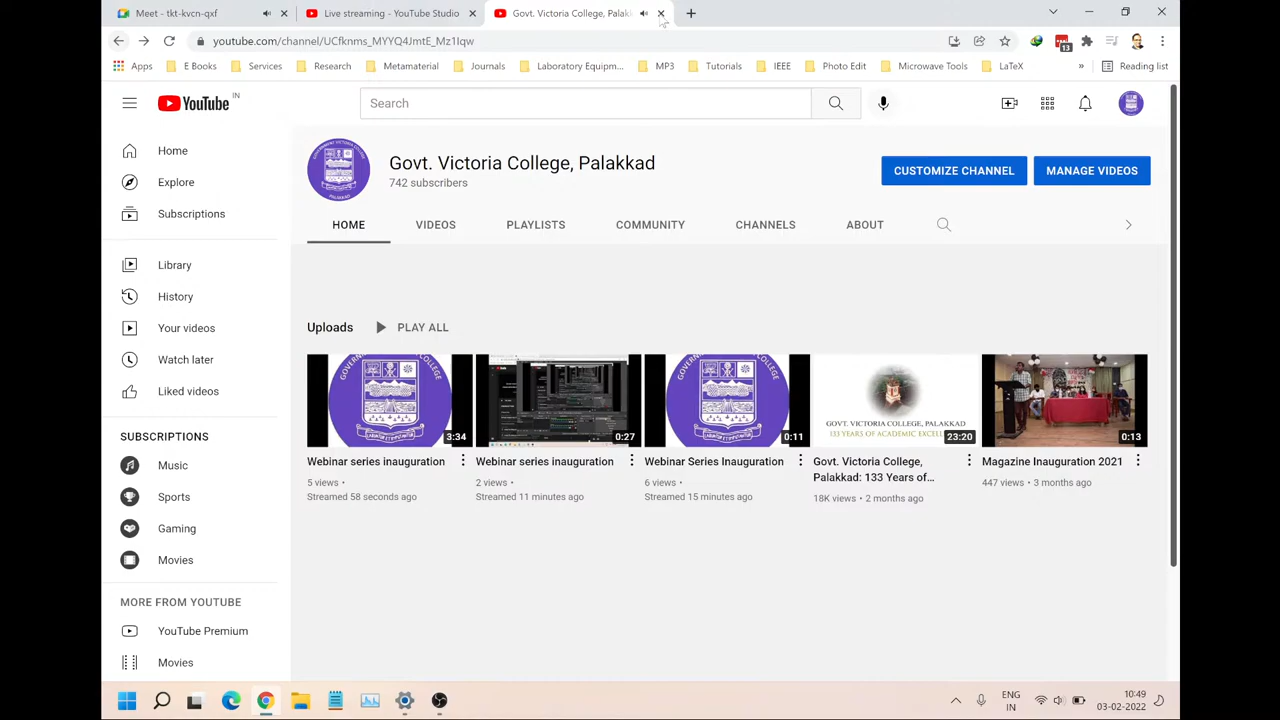 Meet - tkt-kvcn-qxf
Live streaming - YouTube Studio
Govt. Victoria College, Palakk
youtube.com/channel/UCfknms_MYYQ4JmtE_Mz1Iqw
13
Apps
E Books
Services
Research
Metamaterial
Journals
Laboratory Equipm...
MP3
Tutorials
IEEE
Photo Edit
Microwave Tools
LaTeX
»
Reading list
YouTube IN
Search
Home
Explore
Subscriptions
Library
History
Your videos
Watch later
Liked videos
SUBSCRIPTIONS
Music
Sports
Gaming
Movies
MORE FROM YOUTUBE
YouTube Premium
Movies
Govt. Victoria College, Palakkad
742 subscribers
CUSTOMIZE CHANNEL
MANAGE VIDEOS
HOME
VIDEOS
PLAYLISTS
COMMUNITY
CHANNELS
ABOUT
Uploads
PLAY ALL
3:34
Webinar series inauguration
5 views •
Streamed 58 seconds ago
0:27
Webinar series inauguration
2 views •
Streamed 11 minutes ago
0:11
Webinar Series Inauguration
6 views •
Streamed 15 minutes ago
GOVT. VICTORIA COLLEGE, PALAKKAD
133 YEARS OF ACADEMIC EXCEL
23:20
Govt. Victoria College,
Palakkad: 133 Years of...
18K views • 2 months ago
0:13
Magazine Inauguration 2021
447 views • 3 months ago
ENG
IN
10:49
03-02-2022